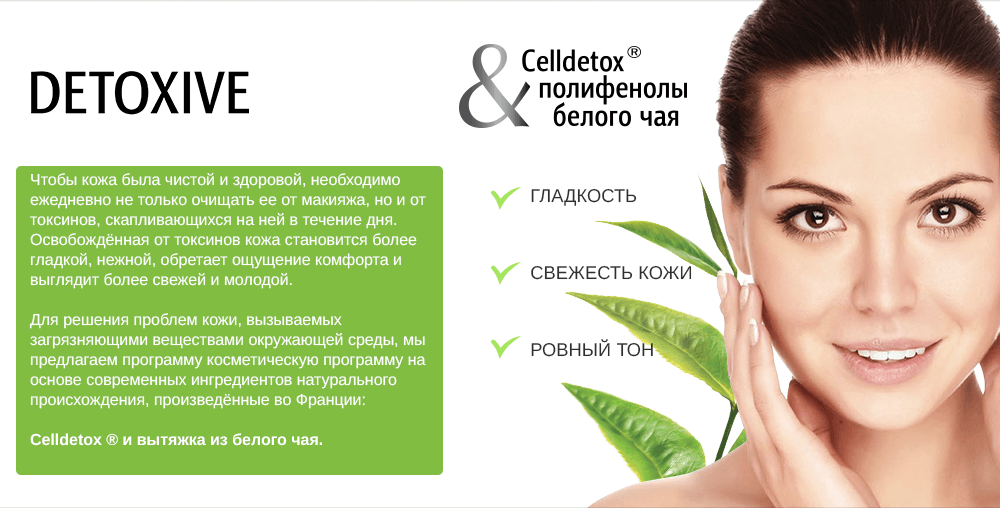 DETOXIVE
&
Celldetox®
полифенолы
белого чая
Чтобы кожа была чистой и здоровой, необходимо
ежедневно не только очищать ее от макияжа, но и от
токсинов, скапливающихся на ней в течение дня.
Освобождённая от токсинов кожа становится более
гладкой, нежной, обретает ощущение комфорта и
выглядит более свежей и молодой.
Для решения проблем кожи, вызываемых
загрязняющими веществами окружающей среды, мы
предлагаем программу косметическую программу на
основе современных ингредиентов натурального
происхождения, произведённые во Франции:
Celldetox ® и вытяжка из белого чая.
ГЛАДКОСТЬ
СВЕЖЕСТЬ КОЖИ
РОВНЫЙ ТОН